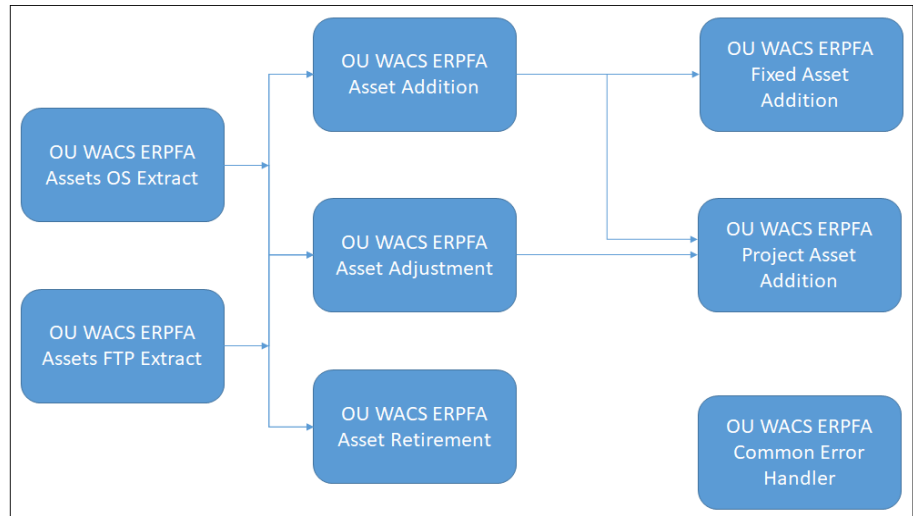 OU WACS ERPFA
Assets OS Extract
OU WACS ERPFA
Assets FTP Extract
OU WACS ERPFA
Asset Addition
OU WACS ERPFA
Asset Adjustment
OU WACS ERPFA
Asset Retirement
OU WACS ERPFA
Fixed Asset
Addition
OU WACS ERPFA
Project Asset
Addition
OU WACS ERPFA
Common Error
Handler